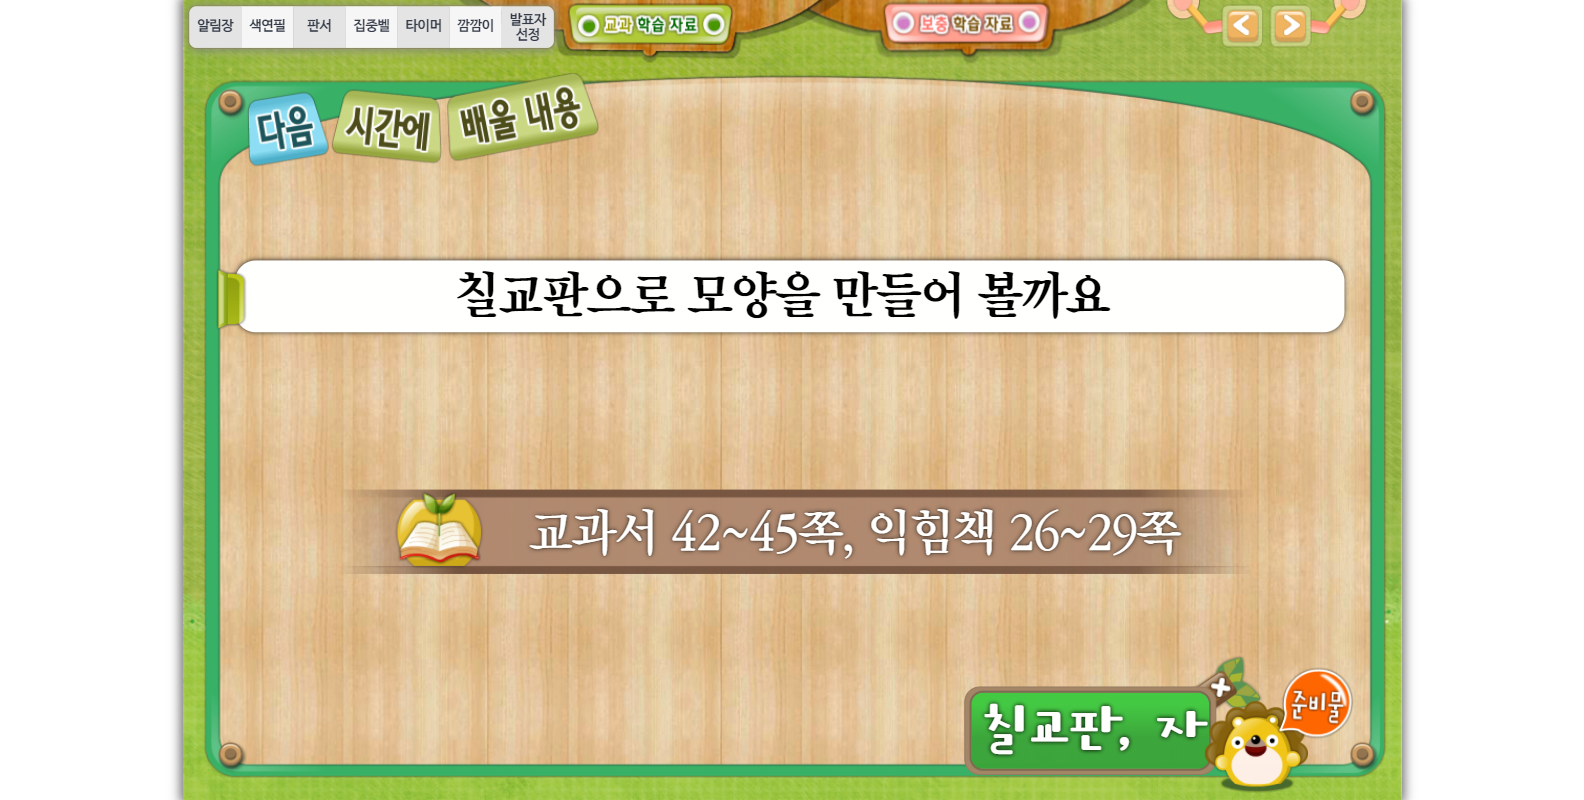 알림장 색연필 판서 집중벨 타이머 깜깜이 발표자 선정
교과 학습 자료 보충 학습 자료
다음 시간에 배울 내용
칠교판으로 모양을 만들어 볼까요
교과서 42~45쪽, 익힘책 26~29쪽
준비물
칠교판, 자